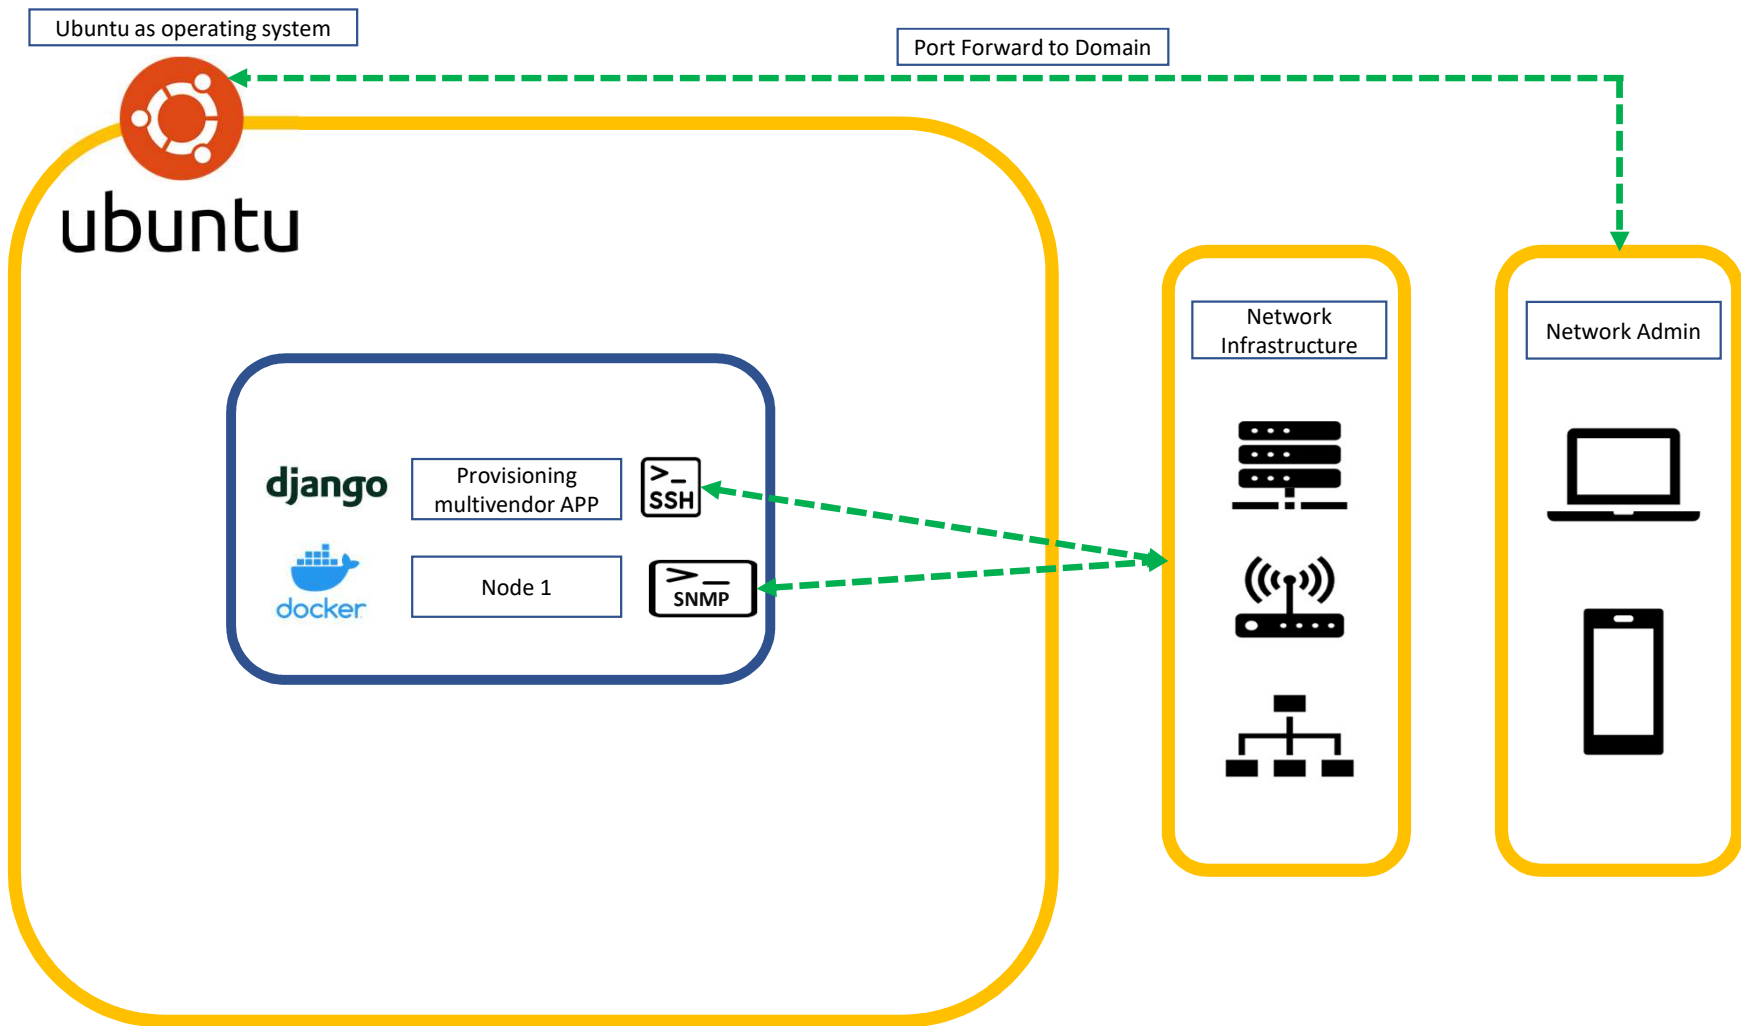 Ubuntu as operating system
Port Forward to Domain
ubuntu
Network
Infrastructure
Network Admin
django
Provisioning
multivendor APP
>_
SSH
docker
Node 1
>_
SNMP